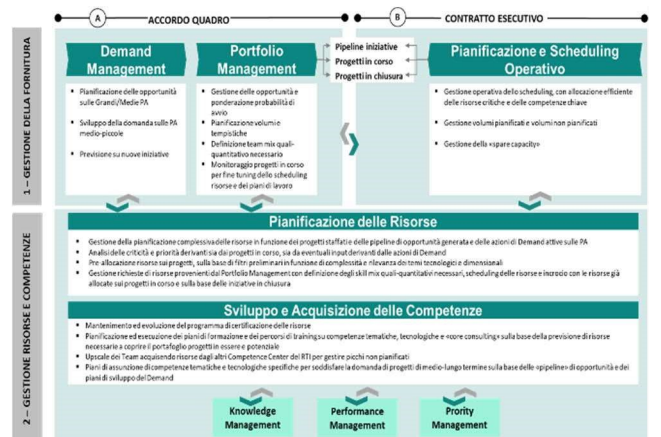 A
ACCORDO QUADRO
B
CONTRATTO ESECUTIVO
1 – GESTIONE DELLA FORNITURA
Demand
Management
Portfolio
Management
Pipeline iniziative
Progetti in corso
Progetti in chiusura
Pianificazione e Scheduling
Operativo
Pianificazione delle opportunità
sulle Grandi/Medie PA
Sviluppo della domanda sulle PA
medio-piccole
Previsione su nuove iniziative
Gestione delle opportunità e
ponderazione probabilità di
avvio
Pianificazione volumi e
tempistiche
Definizione team mix quali-
quantitativo necessario
Monitoraggio progetti in corso
per fine tuning dello scheduling
risorse e dei piani di lavoro
Gestione operativa dello scheduling, con allocazione efficiente
delle risorse critiche e delle competenze chiave
Gestione volumi pianificati e volumi non pianificati
Gestione della «spare capacity»
2 – GESTIONE RISORSE E COMPETENZE
Pianificazione delle Risorse
Gestione della pianificazione complessiva delle risorse in funzione dei progetti staffati e delle pipeline di opportunità generata e delle azioni di Demand attive sulle PA
Analisi delle criticità e priorità derivanti sia dai progetti in corso, sia da eventuali input derivanti dalle azioni di Demand
Pre-allocazione risorse sui progetti, sulla base di filtri preliminari in funzione di complessità e rilevanza dei temi tecnologici e dimensionali
Gestione richieste di risorse provenienti dal Portfolio Management con definizione degli skill mix quali-quantitativi necessari, scheduling delle risorse e incrocio con le risorse già
allocate sui progetti in corso e sulla base delle iniziative in chiusura
Sviluppo e Acquisizione delle Competenze
Mantenimento ed evoluzione del programma di certificazione delle risorse
Pianificazione ed esecuzione dei piani di formazione e dei percorsi di training su competenze tematiche, tecnologiche e «core consulting» sulla base della previsione di risorse
necessarie a coprire il portafoglio progetti in essere e potenziale
Upscale dei Team acquisendo risorse dagli altri Competence Center del RTI per gestire picchi non pianificati
Piani di assunzione di competenze tematiche e tecnologiche specifiche per soddisfare la domanda di progetti di medio-lungo termine sulla base delle «pipeline» di opportunità e dei
piani di sviluppo del Demand
Knowledge
Management
Performance
Management
Prority
Management